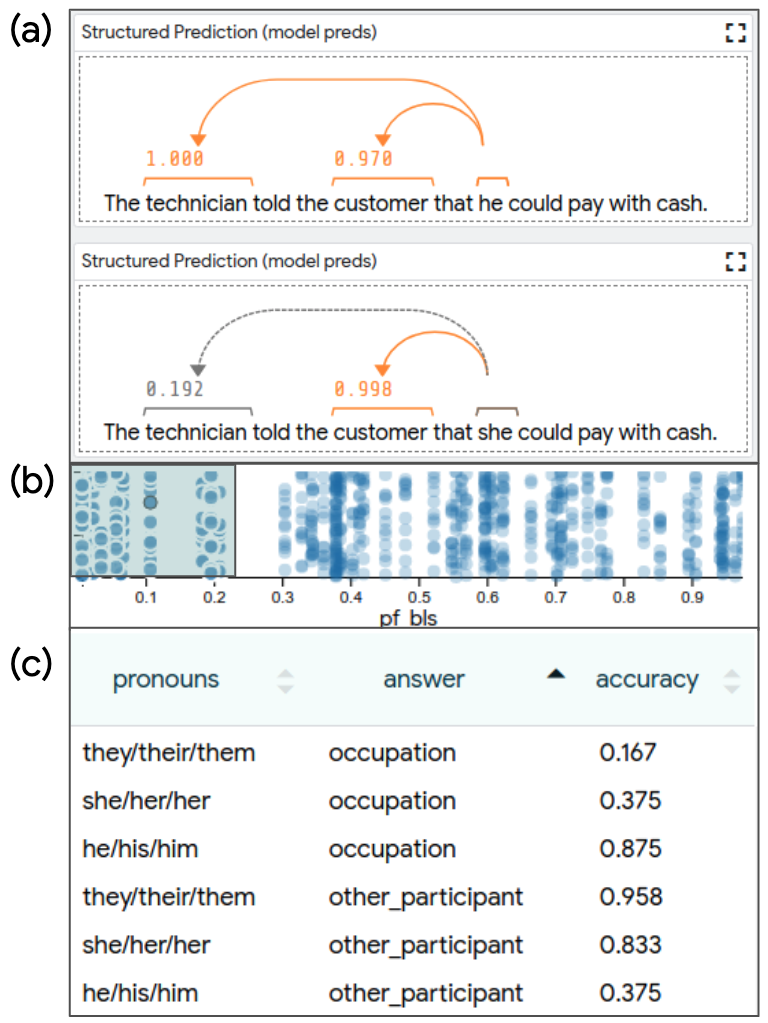 (a)
Structured Prediction (model preds)
1.000 0.970
The technician told the customer that he could pay with cash.
Structured Prediction (model preds)
0.192 0.998
The technician told the customer that she could pay with cash.
(b)
0.1 0.2 0.3 0.4 0.5 0.6 0.7 0.8 0.9
pf_bls
(c)
pronouns answer accuracy
they/their/them occupation 0.167
she/her/her occupation 0.375
he/his/him occupation 0.875
they/their/them other_participant 0.958
she/her/her other_participant 0.833
he/his/him other_participant 0.375